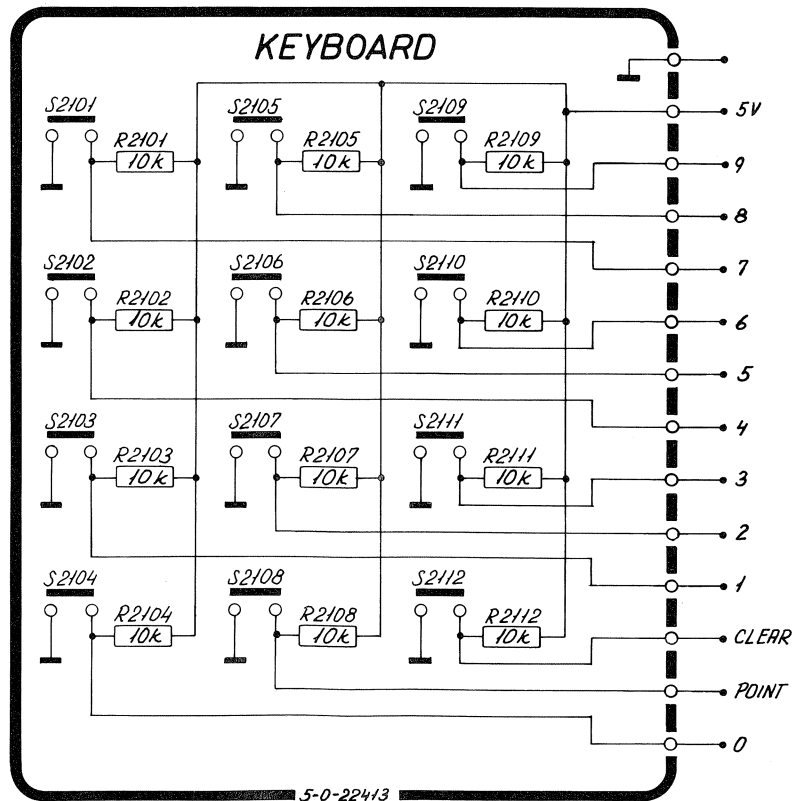 KEYBOARD
S2101 S2105 S2109
5V
R2101 R2105 R2109
10k 10k 10k
9
8
S2102 S2106 S2110
7
R2102 R2106 R2110
10k 10k 10k
6
5
S2103 S2107 S2111
4
R2103 R2107 R2111
10k 10k 10k
3
2
S2104 S2108 S2112
1
R2104 R2108 R2112
10k 10k 10k
CLEAR
POINT
0
5-0-22413